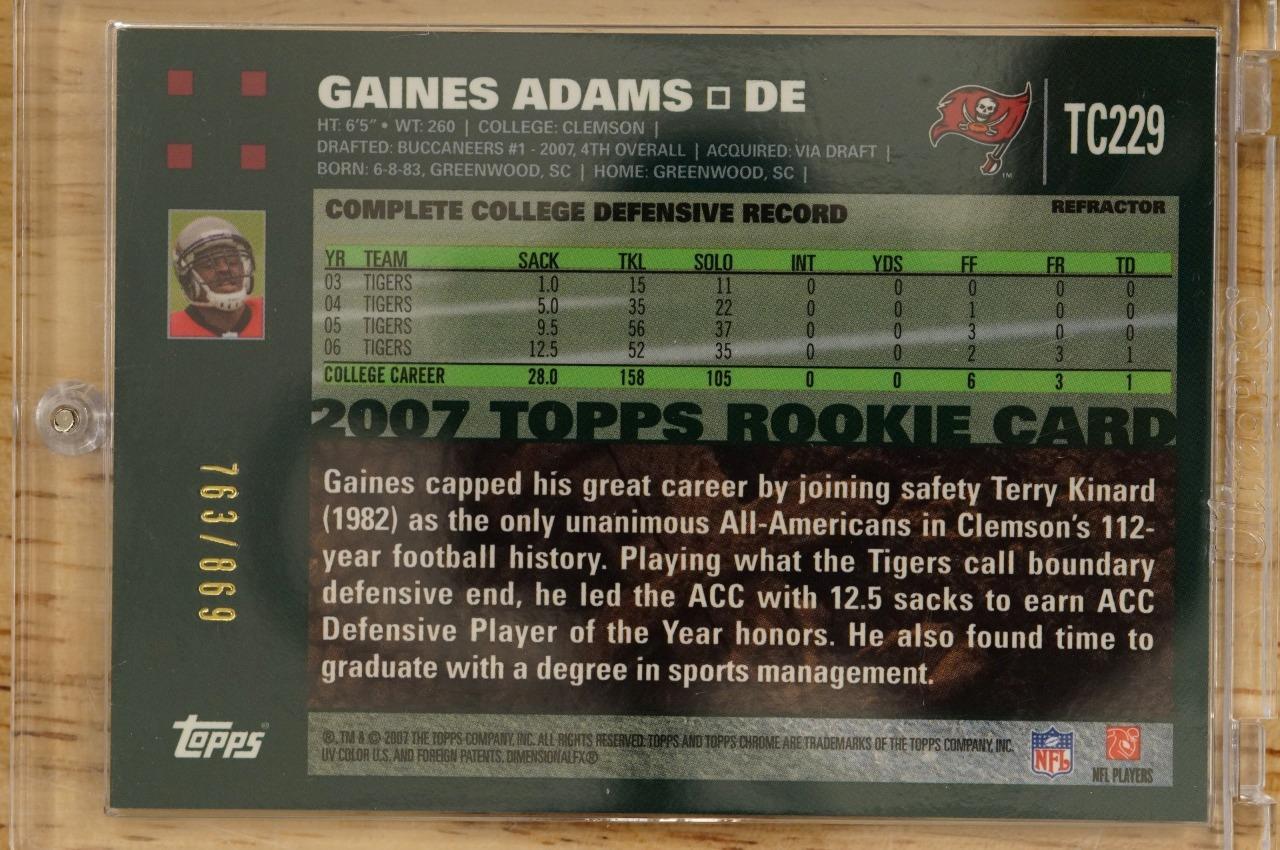 GAINES ADAMS □ DE
HT: 6'5" • WT: 260 | COLLEGE: CLEMSON |
DRAFTED: BUCCANEERS #1 - 2007, 4TH OVERALL | ACQUIRED: VIA DRAFT |
BORN: 6-8-83, GREENWOOD, SC | HOME: GREENWOOD, SC |
TM
TC229
COMPLETE COLLEGE DEFENSIVE RECORD
REFRACTOR
YR TEAM SACK TKL SOLO INT YDS FF FR TD
03 TIGERS 1.0 15 11 0 0 0 0 0
04 TIGERS 5.0 35 22 0 0 1 0 0
05 TIGERS 9.5 56 37 0 0 3 0 0
06 TIGERS 12.5 52 35 0 0 2 3 1
COLLEGE CAREER 28.0 158 105 0 0 6 3 1
2007 TOPPS ROOKIE CARD
763/869
Gaines capped his great career by joining safety Terry Kinard
(1982) as the only unanimous All-Americans in Clemson's 112-
year football history. Playing what the Tigers call boundary
defensive end, he led the ACC with 12.5 sacks to earn ACC
Defensive Player of the Year honors. He also found time to
graduate with a degree in sports management.
topps®
®, TM & © 2007 THE TOPPS COMPANY, INC. ALL RIGHTS RESERVED. TOPPS AND TOPPS CHROME ARE TRADEMARKS OF THE TOPPS COMPANY, INC.
UV COLOR U.S. AND FOREIGN PATENTS. DIMENSIONALFX®
NFL
NFL PLAYERS